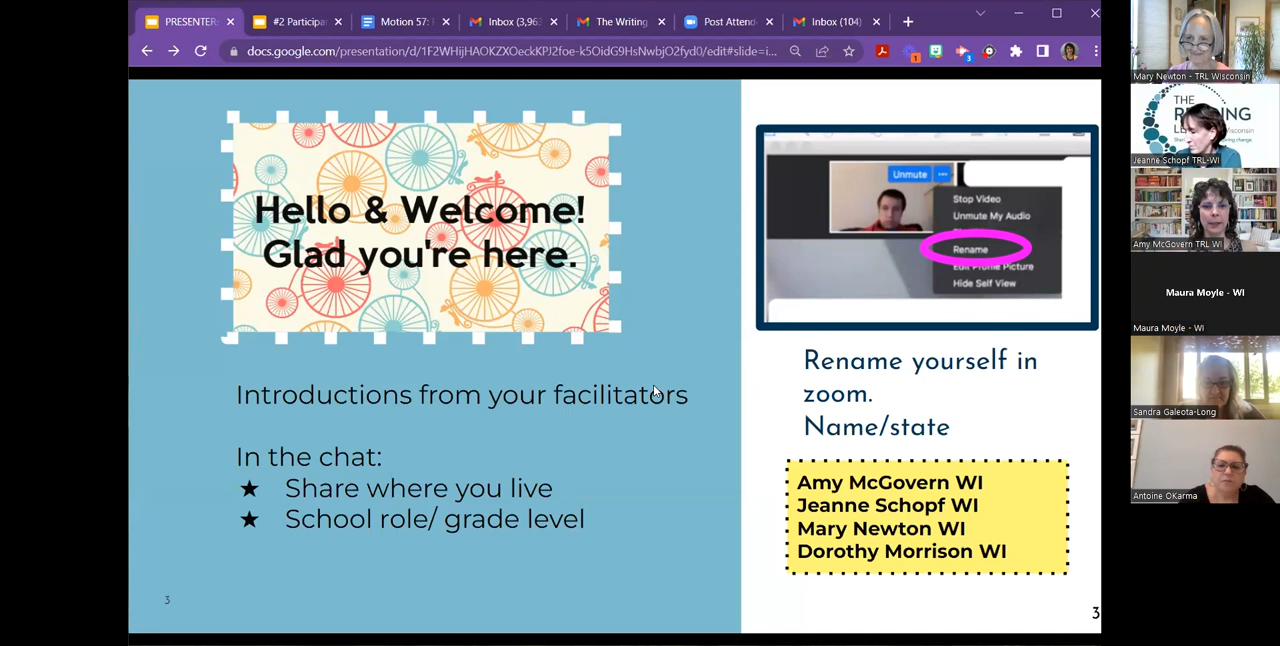 PRESENTER:
#2 Participa
Motion 57: F
Inbox (3,963
The Writing
Post Attend
Inbox (104)
docs.google.com/presentation/d/1F2WHijHAOKZXOeckKPJ2foe-k5OidG9HsNwbjO2fyd0/edit#slide=i...
1
3
Hello & Welcome!
Glad you're here.
Introductions from your facilitators
In the chat:
★ Share where you live
★ School role/ grade level
3
Unmute
Stop Video
Unmute My Audio
Rename
Edit Profile Picture
Hide Self View
Rename yourself in
zoom.
Name/state
Amy McGovern WI
Jeanne Schopf WI
Mary Newton WI
Dorothy Morrison WI
3
Mary Newton - TRL Wisconsin
THE
Jeanne Schopf TRL-WI
Amy McGovern TRL WI
Maura Moyle - WI
Maura Moyle - WI
Sandra Galeota-Long
Antoine OKarma